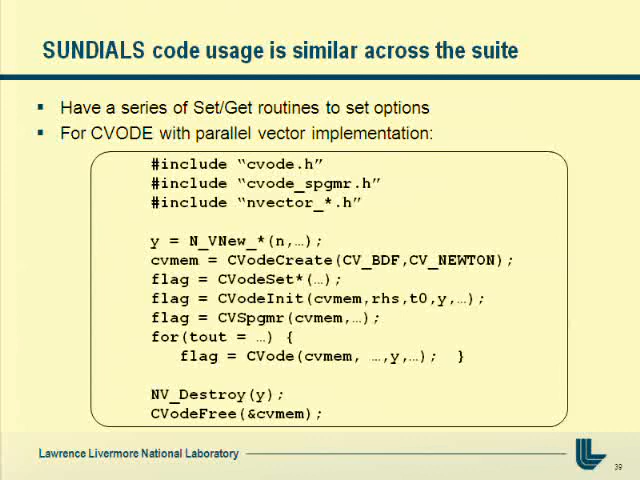 SUNDIALS code usage is similar across the suite
▪ Have a series of Set/Get routines to set options
▪ For CVODE with parallel vector implementation:
#include “cvode.h”
#include “cvode_spgmr.h”
#include “nvector_*.h”
y = N_VNew_*(n,…);
cvmem = CVodeCreate(CV_BDF,CV_NEWTON);
flag = CVodeSet*(…);
flag = CVodeInit(cvmem,rhs,t0,y,…);
flag = CVSpgmr(cvmem,…);
for(tout = …) {
flag = CVode(cvmem, …,y,…); }
NV_Destroy(y);
CVodeFree(&cvmem);
Lawrence Livermore National Laboratory
39